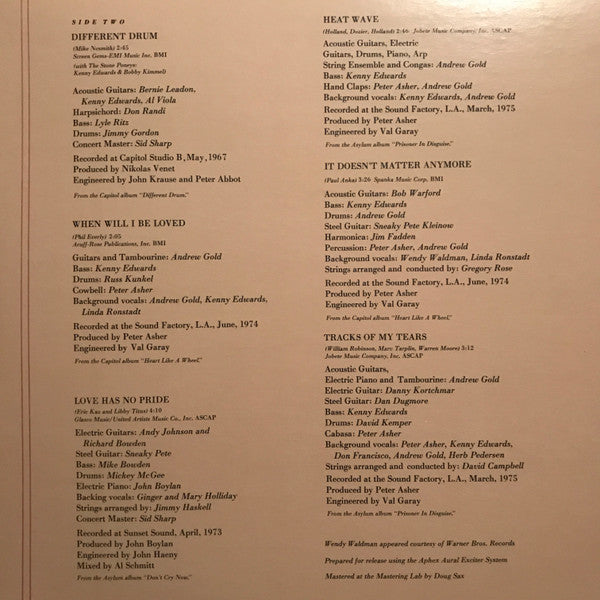 SIDE TWO
DIFFERENT DRUM
(Mike Nesmith) 2:45
Screen Gems-EMI Music Inc. BMI
(with The Stone Poneys:
Kenny Edwards & Bobby Kimmel)
Acoustic Guitars: Bernie Leadon,
Kenny Edwards, Al Viola
Harpsichord: Don Randi
Bass: Lyle Ritz
Drums: Jimmy Gordon
Concert Master: Sid Sharp
Recorded at Capitol Studio B, May, 1967
Produced by Nikolas Venet
Engineered by John Krause and Peter Abbot
From the Capitol album "Different Drum."
WHEN WILL I BE LOVED
(Phil Everly) 2:05
Acuff-Rose Publications, Inc. BMI
Guitars and Tambourine: Andrew Gold
Bass: Kenny Edwards
Drums: Russ Kunkel
Cowbell: Peter Asher
Background vocals: Andrew Gold, Kenny Edwards,
Linda Ronstadt
Recorded at the Sound Factory, L.A., June, 1974
Produced by Peter Asher
Engineered by Val Garay
From the Capitol album "Heart Like A Wheel."
LOVE HAS NO PRIDE
(Eric Kaz and Libby Titus) 4:10
Glasco Music/United Artists Music Co., Inc. ASCAP
Electric Guitars: Andy Johnson and
Richard Bowden
Steel Guitar: Sneaky Pete
Bass: Mike Bowden
Drums: Mickey McGee
Electric Piano: John Boylan
Backing vocals: Ginger and Mary Holliday
Strings arranged by: Jimmy Haskell
Concert Master: Sid Sharp
Recorded at Sunset Sound, April, 1973
Produced by John Boylan
Engineered by John Haeny
Mixed by Al Schmitt
From the Asylum album "Don't Cry Now."
HEAT WAVE
(Holland, Dozier, Holland) 2:46 Jobete Music Company, Inc. ASCAP
Acoustic Guitars, Electric
Guitars, Drums, Piano, Arp
String Ensemble and Congas: Andrew Gold
Bass: Kenny Edwards
Hand Claps: Peter Asher, Andrew Gold
Background vocals: Kenny Edwards, Andrew Gold
Recorded at the Sound Factory, L.A., March, 1975
Produced by Peter Asher
Engineered by Val Garay
From the Asylum album "Prisoner In Disguise."
IT DOESN'T MATTER ANYMORE
(Paul Anka) 3:26 Spanka Music Corp. BMI
Acoustic Guitars: Bob Warford
Bass: Kenny Edwards
Drums: Andrew Gold
Steel Guitar: Sneaky Pete Kleinow
Harmonica: Jim Fadden
Percussion: Peter Asher, Andrew Gold
Background vocals: Wendy Waldman, Linda Ronstadt
Strings arranged and conducted by: Gregory Rose
Recorded at the Sound Factory, L.A., June, 1974
Produced by Peter Asher
Engineered by Val Garay
From the Capitol album "Heart Like A Wheel."
TRACKS OF MY TEARS
(William Robinson, Marc Tarplin, Warren Moore) 3:12
Jobete Music Company, Inc. ASCAP
Acoustic Guitars,
Electric Piano and Tambourine: Andrew Gold
Electric Guitar: Danny Kortchmar
Steel Guitar: Dan Dugmore
Bass: Kenny Edwards
Drums: David Kemper
Cabasa: Peter Asher
Background vocals: Peter Asher, Kenny Edwards,
Don Francisco, Andrew Gold, Herb Pedersen
Strings arranged and conducted by: David Campbell
Recorded at the Sound Factory, L.A., March, 1975
Produced by Peter Asher
Engineered by Val Garay
From the Asylum album "Prisoner In Disguise."
Wendy Waldman appeared courtesy of Warner Bros. Records
Prepared for release using the Aphex Aural Exciter System
Mastered at the Mastering Lab by Doug Sax